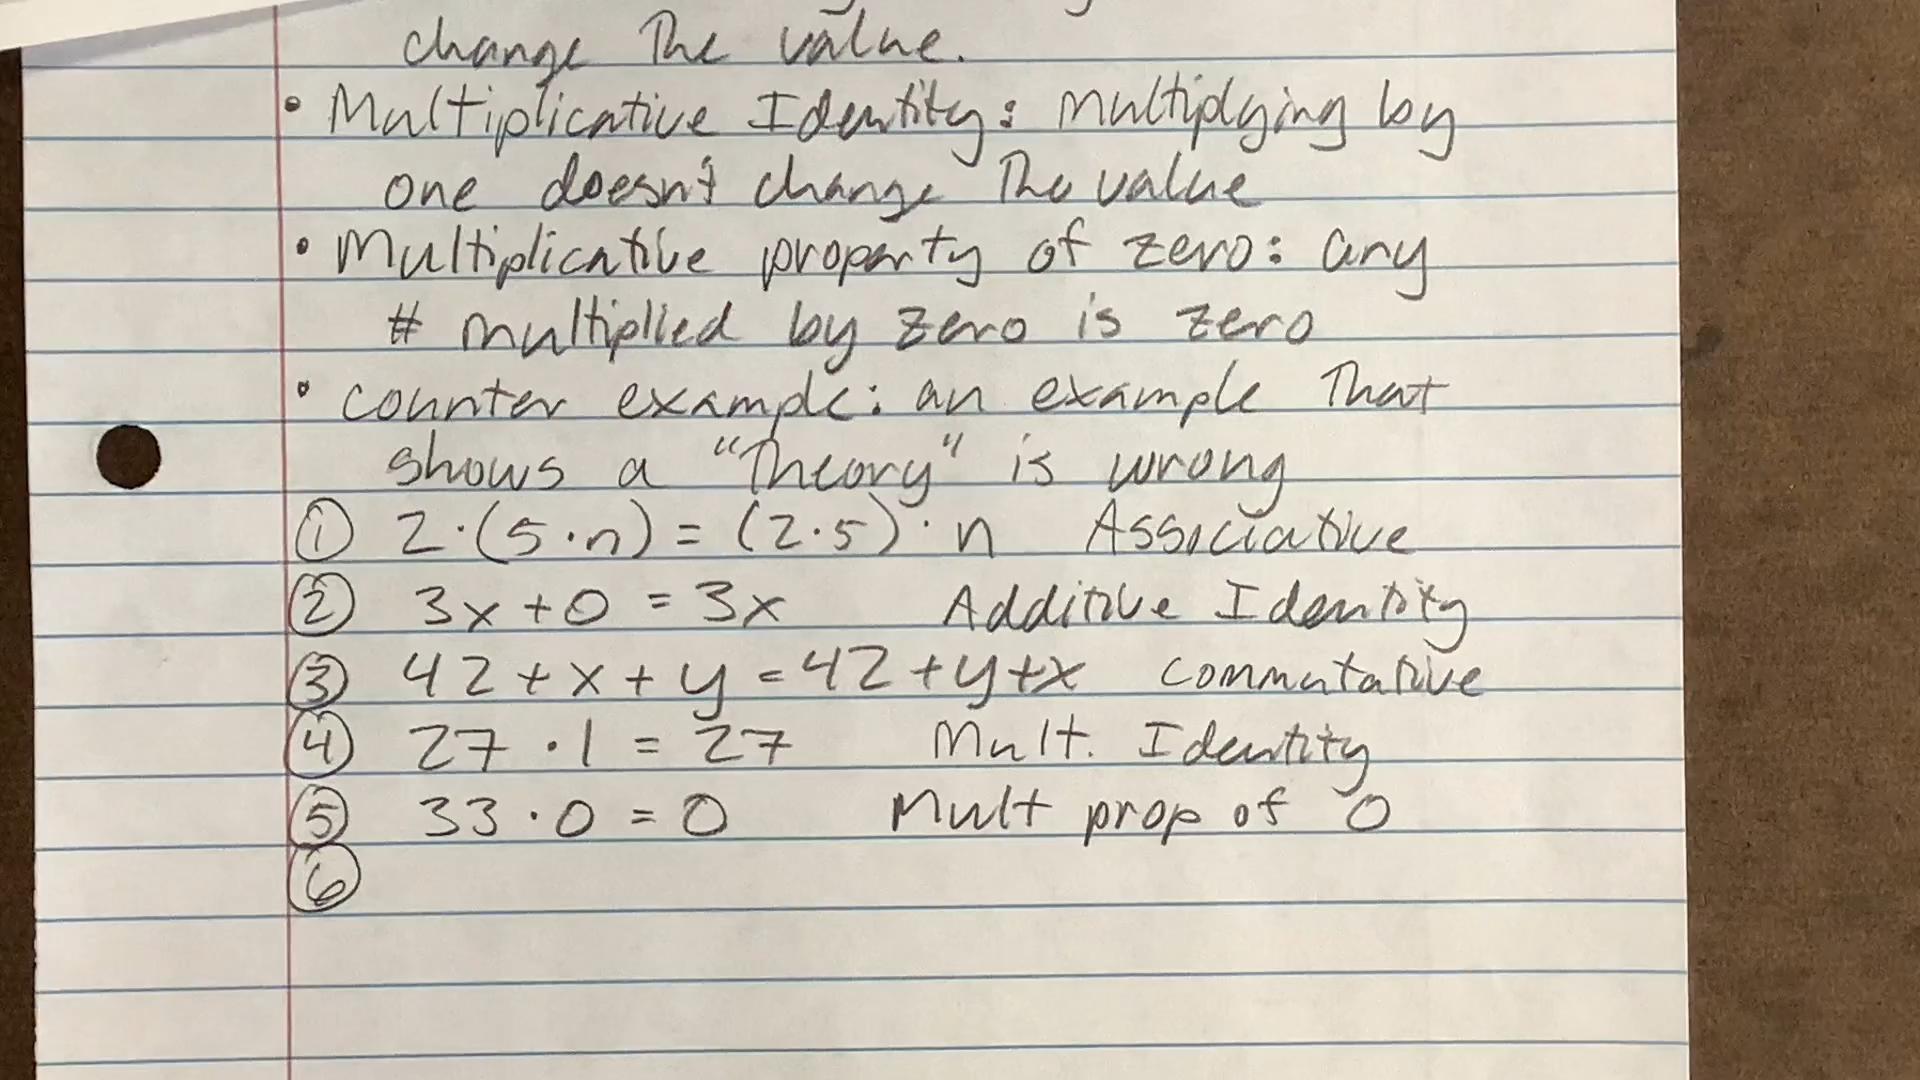 change The value.
• Multiplicative Identity: multiplying by
one doesn't change The value
• Multiplicative property of zero: any
# multiplied by zero is zero
• counter example: an example That
shows a "Theory" is wrong
① 2·(5·n) = (2·5)·n Associative
② 3x+0 = 3x Additive Identity
③ 42+x+y=42+y+x commutative
④ 27·1 = 27 Mult. Identity
⑤ 33·0=0 Mult prop of 0
⑥